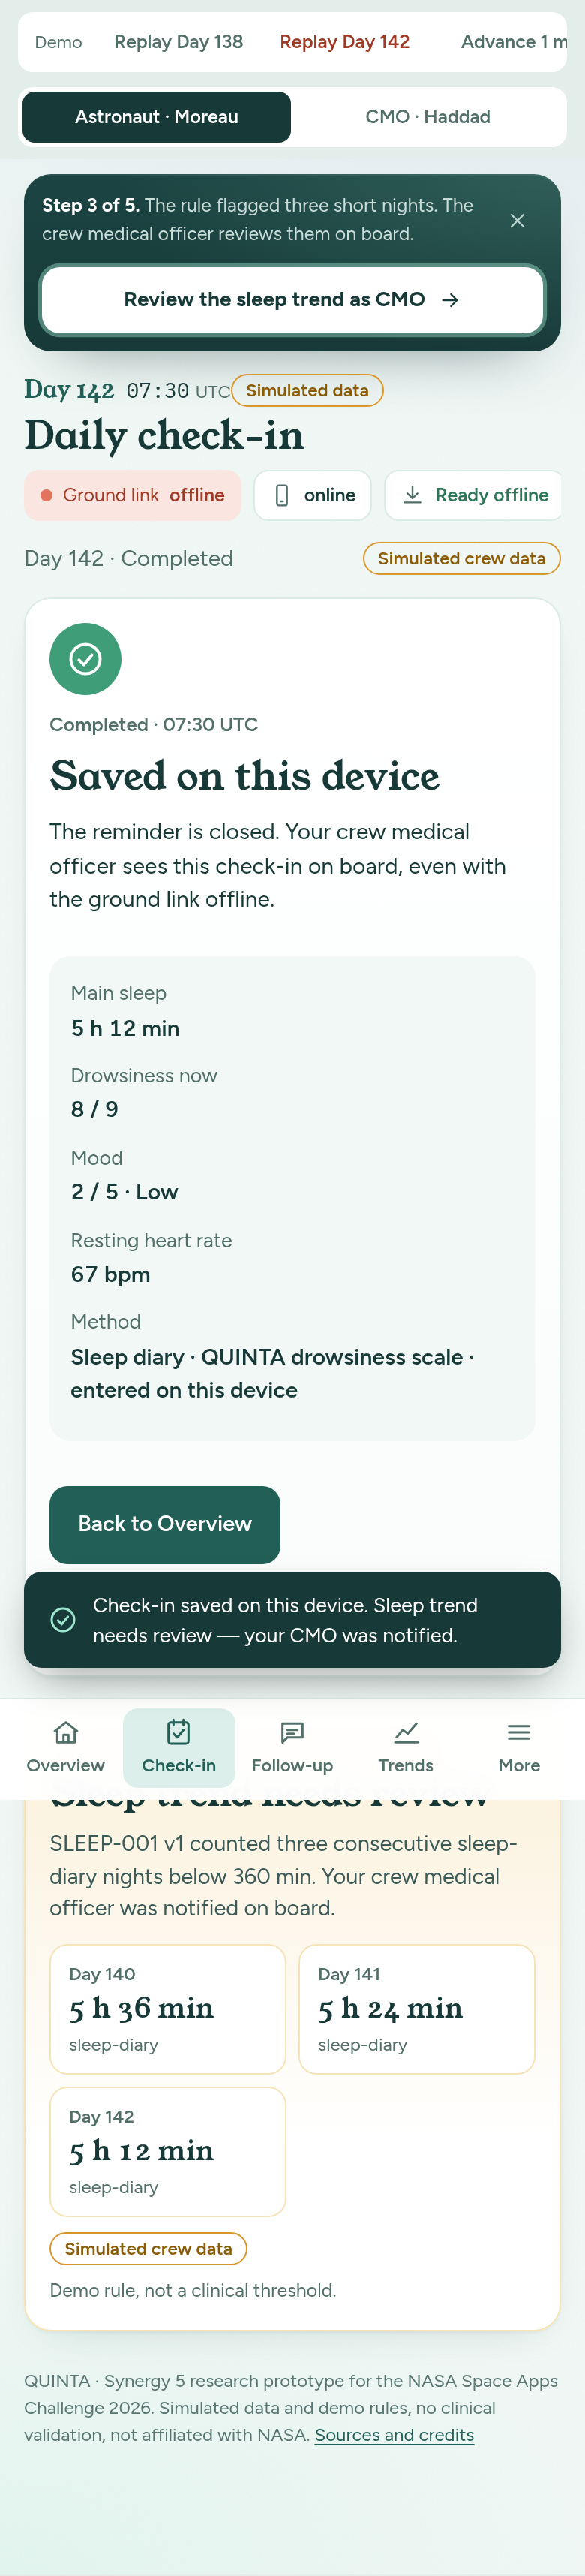 Demo Replay Day 138 Replay Day 142 Advance 1 m
Astronaut · Moreau CMO · Haddad
Step 3 of 5. The rule flagged three short nights. The
crew medical officer reviews them on board.
Review the sleep trend as CMO →
Day 142 07:30 UTC Simulated data
Daily check-in
Ground link offline online Ready offline
Day 142 · Completed Simulated crew data
Completed · 07:30 UTC
Saved on this device
The reminder is closed. Your crew medical
officer sees this check-in on board, even with
the ground link offline.
Main sleep
5 h 12 min
Drowsiness now
8 / 9
Mood
2 / 5 · Low
Resting heart rate
67 bpm
Method
Sleep diary · QUINTA drowsiness scale ·
entered on this device
Back to Overview
Check-in saved on this device. Sleep trend
needs review — your CMO was notified.
Overview Check-in Follow-up Trends More
Sleep trend needs review
SLEEP-001 v1 counted three consecutive sleep-
diary nights below 360 min. Your crew medical
officer was notified on board.
Day 140 Day 141
5 h 36 min 5 h 24 min
sleep-diary sleep-diary
Day 142
5 h 12 min
sleep-diary
Simulated crew data
Demo rule, not a clinical threshold.
QUINTA · Synergy 5 research prototype for the NASA Space Apps
Challenge 2026. Simulated data and demo rules, no clinical
validation, not affiliated with NASA. Sources and credits